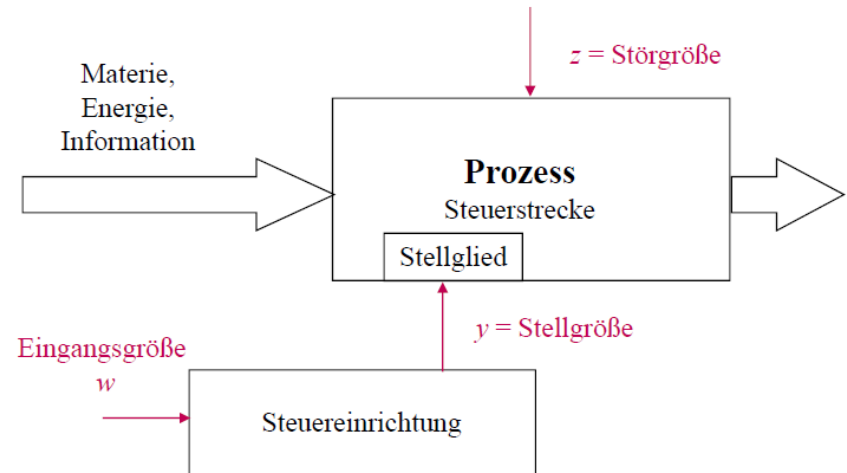 z = Störgröße
Materie,
Energie,
Information
Prozess
Steuerstrecke
Stellglied
y = Stellgröße
Eingangsgröße
w
Steuereinrichtung